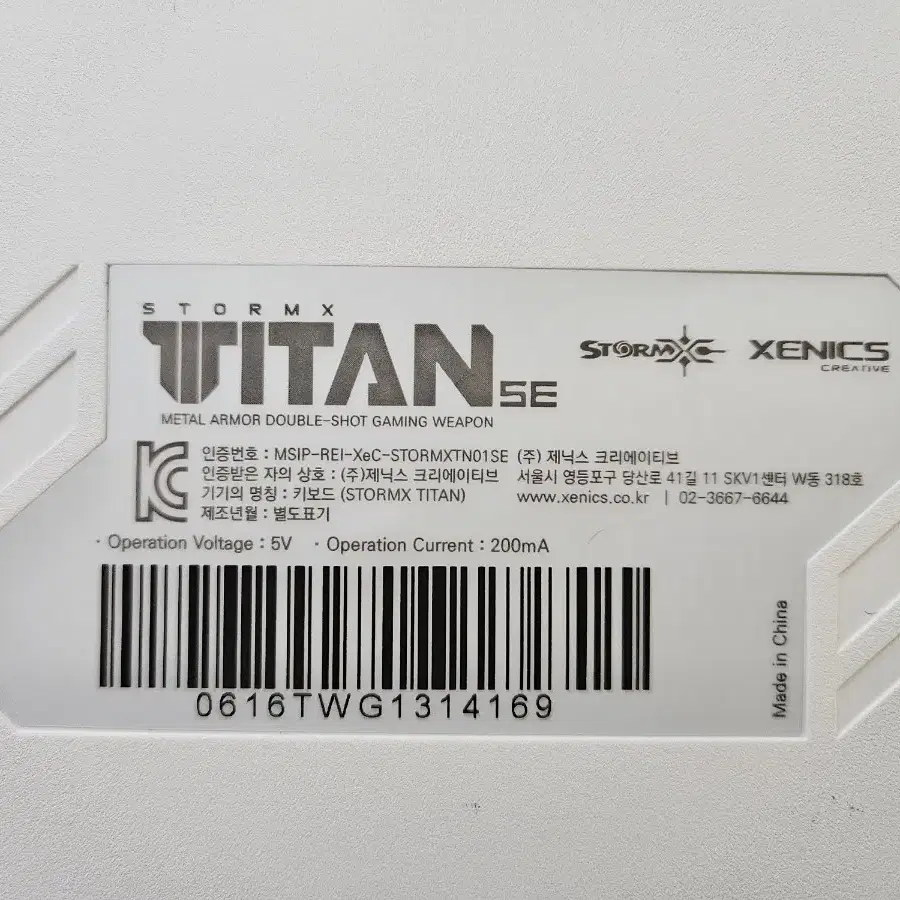 STORMX
TITAN SE
METAL ARMOR DOUBLE-SHOT GAMING WEAPON
STORMX
XENICS
CREATIVE
인증번호 : MSIP-REI-XeC-STORMXTN01SE
인증받은 자의 상호 : (주)제닉스 크리에이티브
기기의 명칭 : 키보드 (STORMX TITAN)
제조년월 : 별도표기
(주) 제닉스 크리에이티브
서울시 영등포구 당산로 41길 11 SKV1센터 W동 318호
www.xenics.co.kr | 02-3667-6644
· Operation Voltage : 5V · Operation Current : 200mA
0616TWG1314169
Made in China